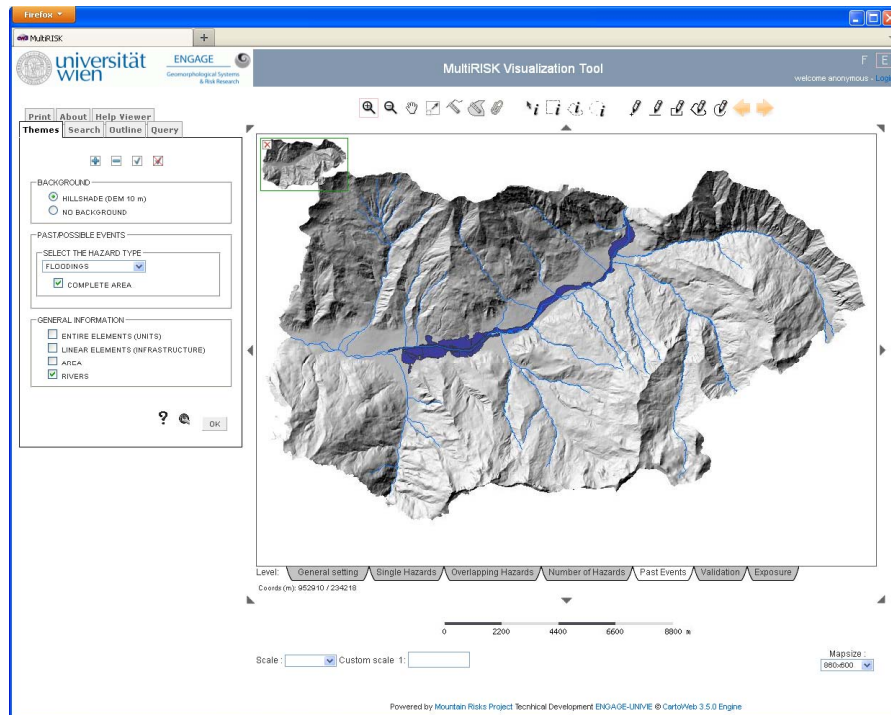 Firefox
MultiRISK
+
universität
wien
ENGAGE
Geomorphological Systems
& Risk Research
MultiRISK Visualization Tool
F E
welcome anonymous - Login
Print About Help Viewer
Themes Search Outline Query
BACKGROUND
HILLSHADE (DEM 10 m)
NO BACKGROUND
PAST/POSSIBLE EVENTS
SELECT THE HAZARD TYPE
FLOODINGS
COMPLETE AREA
GENERAL INFORMATION
ENTIRE ELEMENTS (UNITS)
LINEAR ELEMENTS (INFRASTRUCTURE)
AREA
RIVERS
? OK
Level: General setting Single Hazards Overlapping Hazards Number of Hazards Past Events Validation Exposure
Coords (m): 952910 / 234218
0 2200 4400 6600 8800 m
Scale : Custom scale 1:
Mapsize :
860x600
Powered by Mountain Risks Project Tecnhical Development ENGAGE-UNIVIE © CartoWeb 3.5.0 Engine